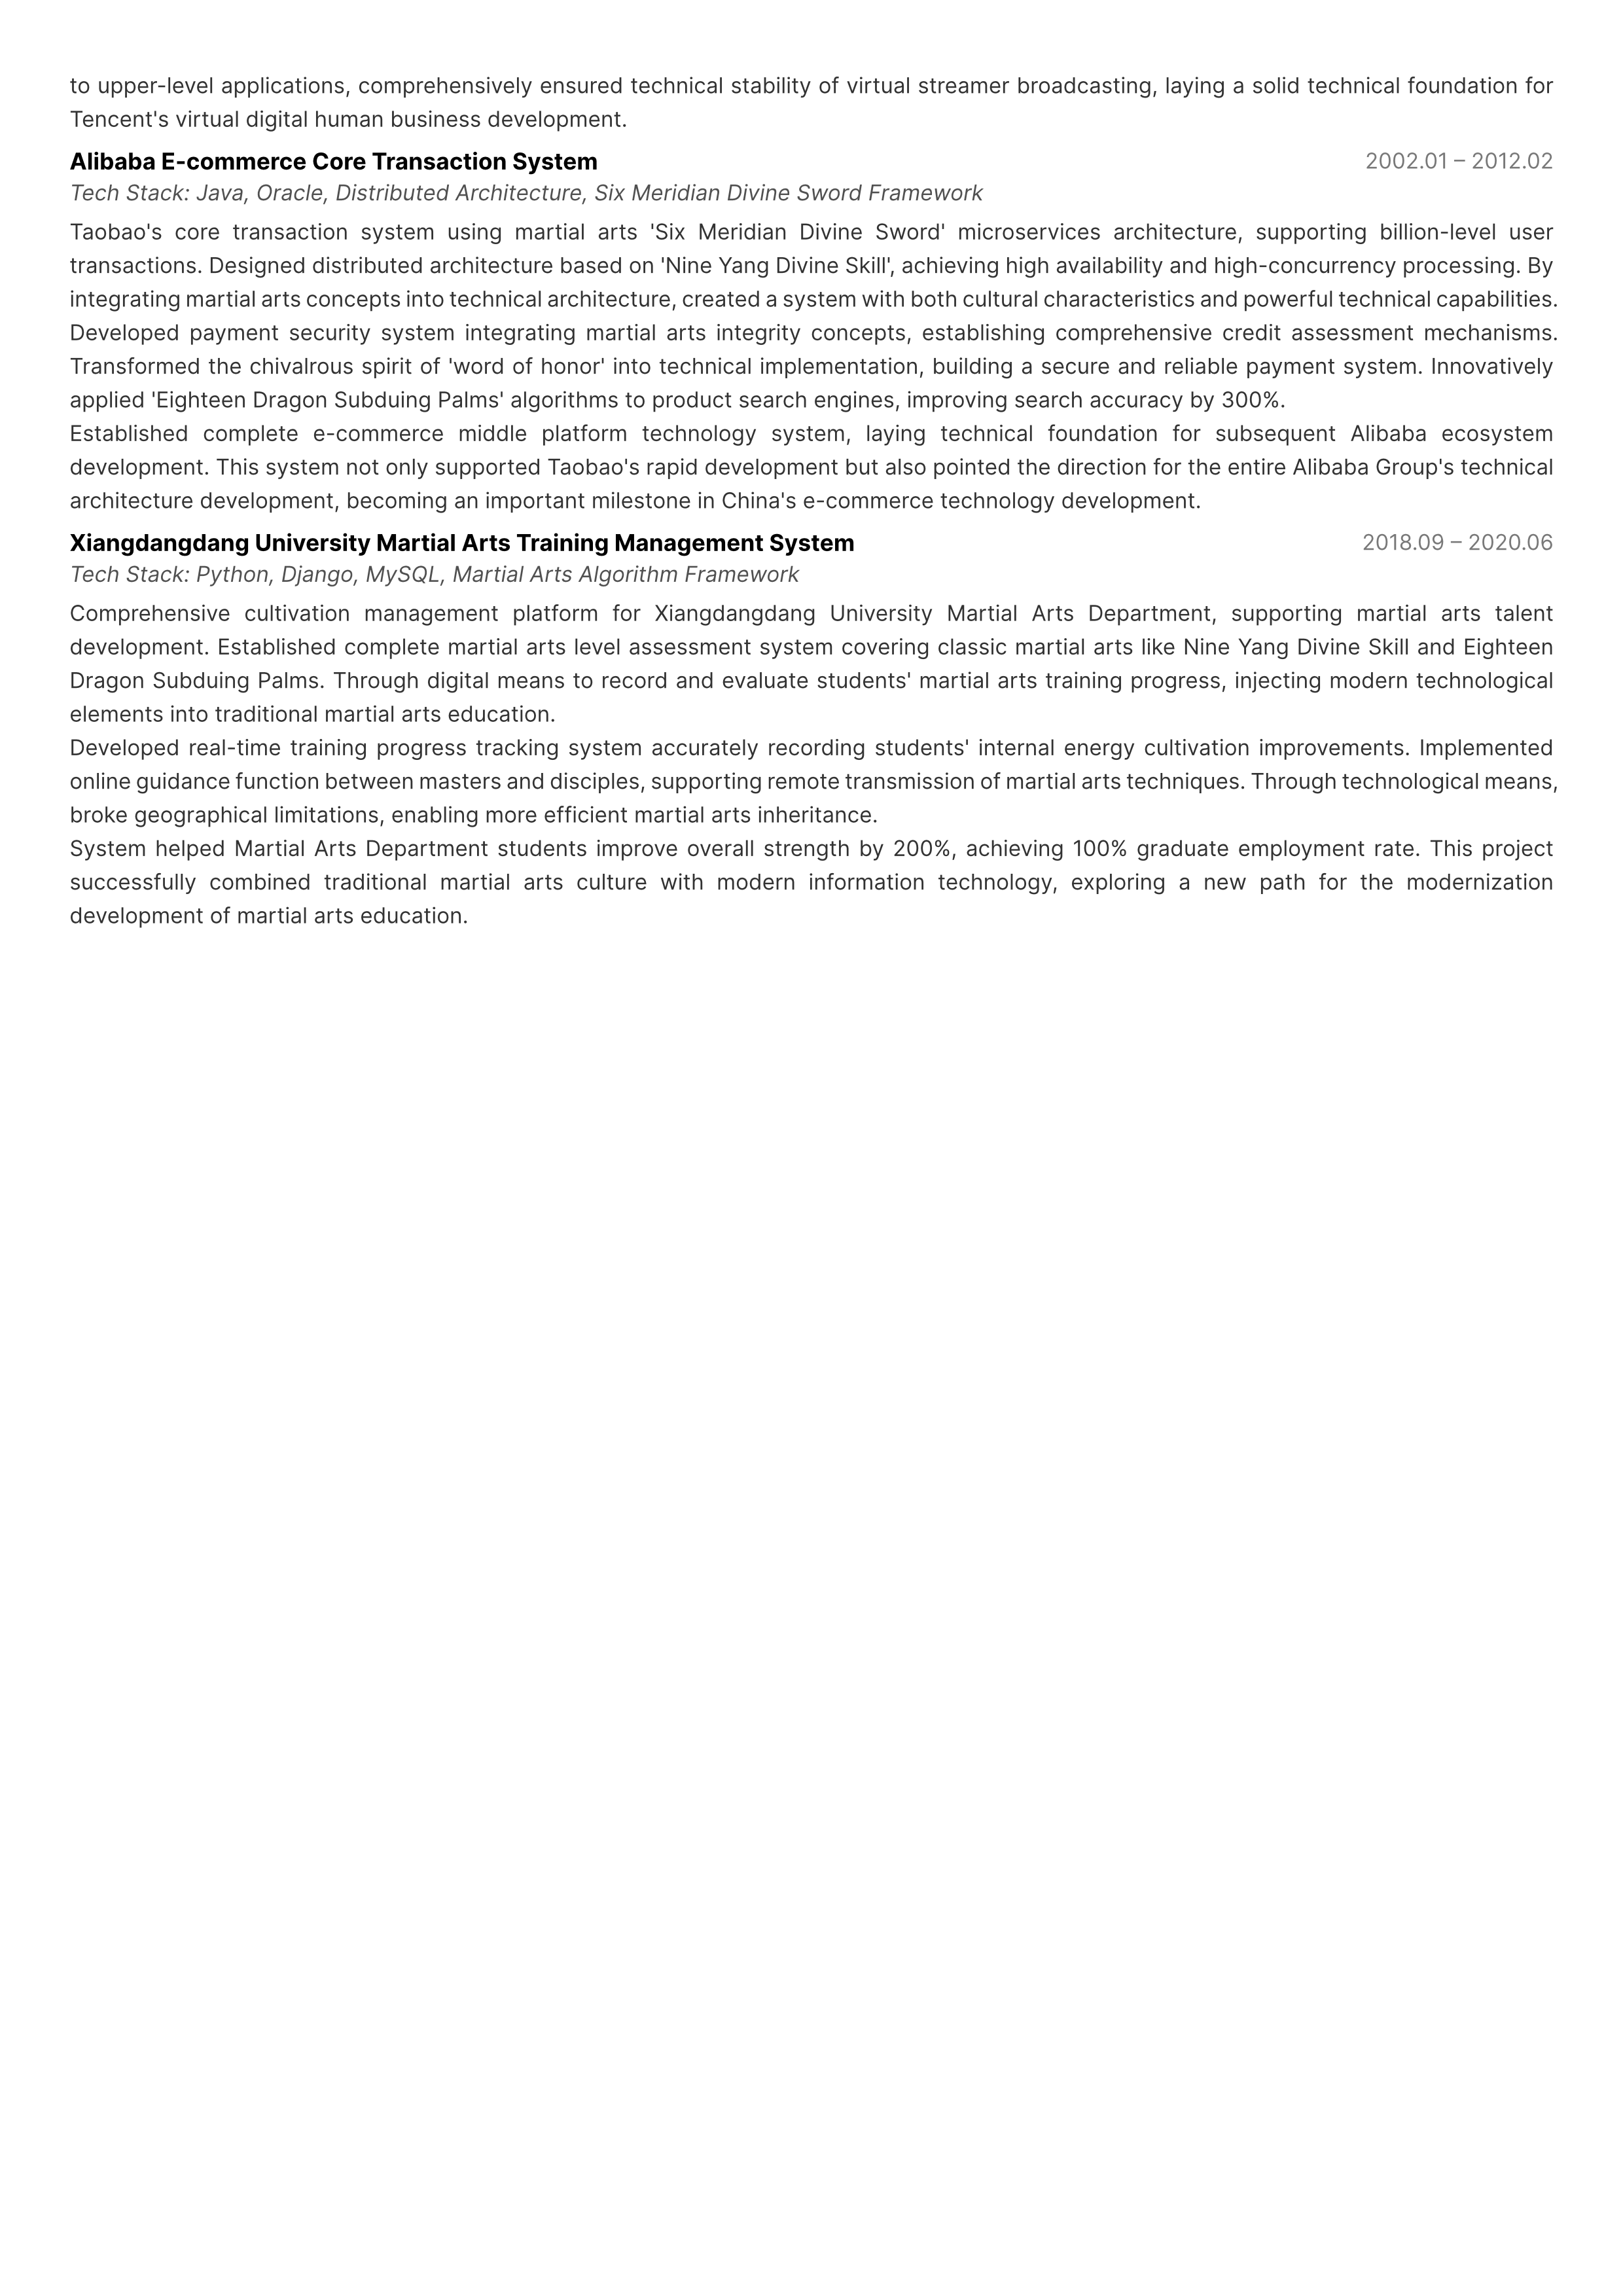 to upper-level applications, comprehensively ensured technical stability of virtual streamer broadcasting, laying a solid technical foundation for
Tencent's virtual digital human business development.
Alibaba E-commerce Core Transaction System 2002.01 – 2012.02
Tech Stack: Java, Oracle, Distributed Architecture, Six Meridian Divine Sword Framework
Taobao's core transaction system using martial arts 'Six Meridian Divine Sword' microservices architecture, supporting billion-level user
transactions. Designed distributed architecture based on 'Nine Yang Divine Skill', achieving high availability and high-concurrency processing. By
integrating martial arts concepts into technical architecture, created a system with both cultural characteristics and powerful technical capabilities.
Developed payment security system integrating martial arts integrity concepts, establishing comprehensive credit assessment mechanisms.
Transformed the chivalrous spirit of 'word of honor' into technical implementation, building a secure and reliable payment system. Innovatively
applied 'Eighteen Dragon Subduing Palms' algorithms to product search engines, improving search accuracy by 300%.
Established complete e-commerce middle platform technology system, laying technical foundation for subsequent Alibaba ecosystem
development. This system not only supported Taobao's rapid development but also pointed the direction for the entire Alibaba Group's technical
architecture development, becoming an important milestone in China's e-commerce technology development.
Xiangdangdang University Martial Arts Training Management System 2018.09 – 2020.06
Tech Stack: Python, Django, MySQL, Martial Arts Algorithm Framework
Comprehensive cultivation management platform for Xiangdangdang University Martial Arts Department, supporting martial arts talent
development. Established complete martial arts level assessment system covering classic martial arts like Nine Yang Divine Skill and Eighteen
Dragon Subduing Palms. Through digital means to record and evaluate students' martial arts training progress, injecting modern technological
elements into traditional martial arts education.
Developed real-time training progress tracking system accurately recording students' internal energy cultivation improvements. Implemented
online guidance function between masters and disciples, supporting remote transmission of martial arts techniques. Through technological means,
broke geographical limitations, enabling more efficient martial arts inheritance.
System helped Martial Arts Department students improve overall strength by 200%, achieving 100% graduate employment rate. This project
successfully combined traditional martial arts culture with modern information technology, exploring a new path for the modernization
development of martial arts education.